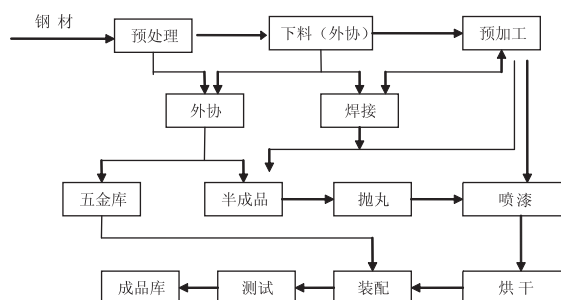 钢 材
预处理
下料（外协）
预加工
外协
焊接
五金库
半成品
抛丸
喷漆
成品库
测试
装配
烘 干